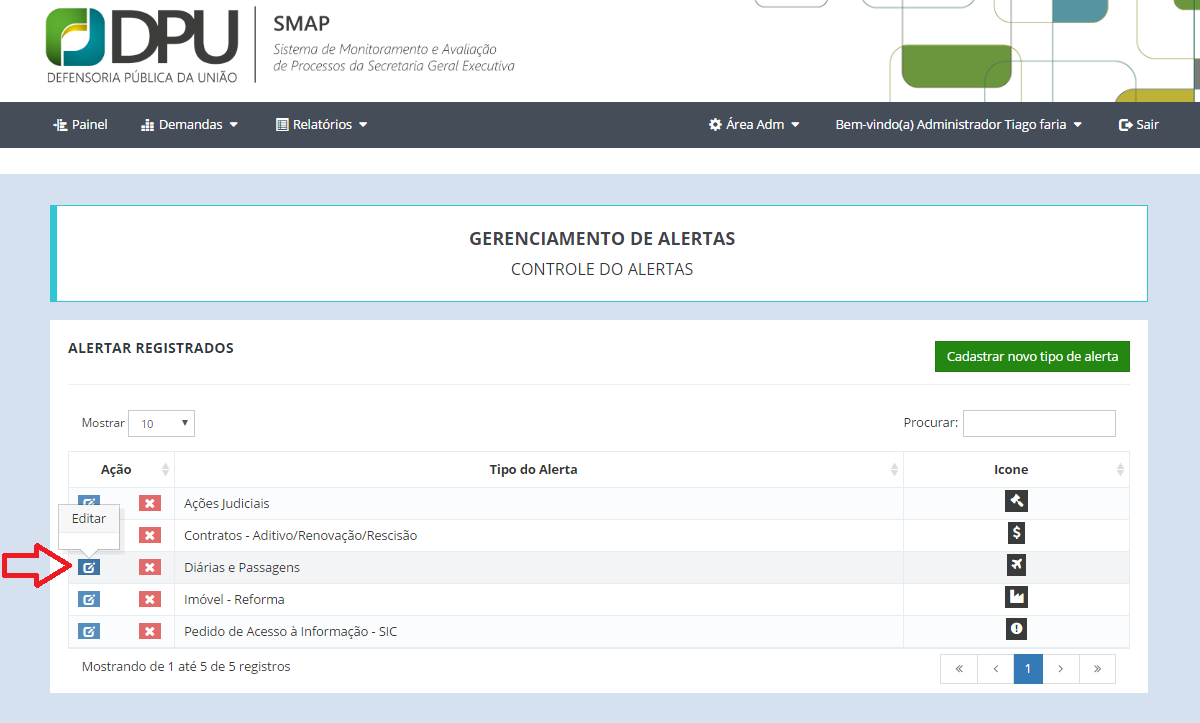 DPU
DEFENSORIA PÚBLICA DA UNIÃO
SMAP
Sistema de Monitoramento e Avaliação
de Processos da Secretaria Geral Executiva
Painel Demandas Relatórios Área Adm Bem-vindo(a) Administrador Tiago faria Sair
GERENCIAMENTO DE ALERTAS
CONTROLE DO ALERTAS
ALERTAR REGISTRADOS
Cadastrar novo tipo de alerta
Mostrar 10 Procurar:
Ação Tipo do Alerta Icone
Ações Judiciais
Editar
Contratos - Aditivo/Renovação/Rescisão $
Diárias e Passagens
Imóvel - Reforma
Pedido de Acesso à Informação - SIC
Mostrando de 1 até 5 de 5 registros
« ‹ 1 › »